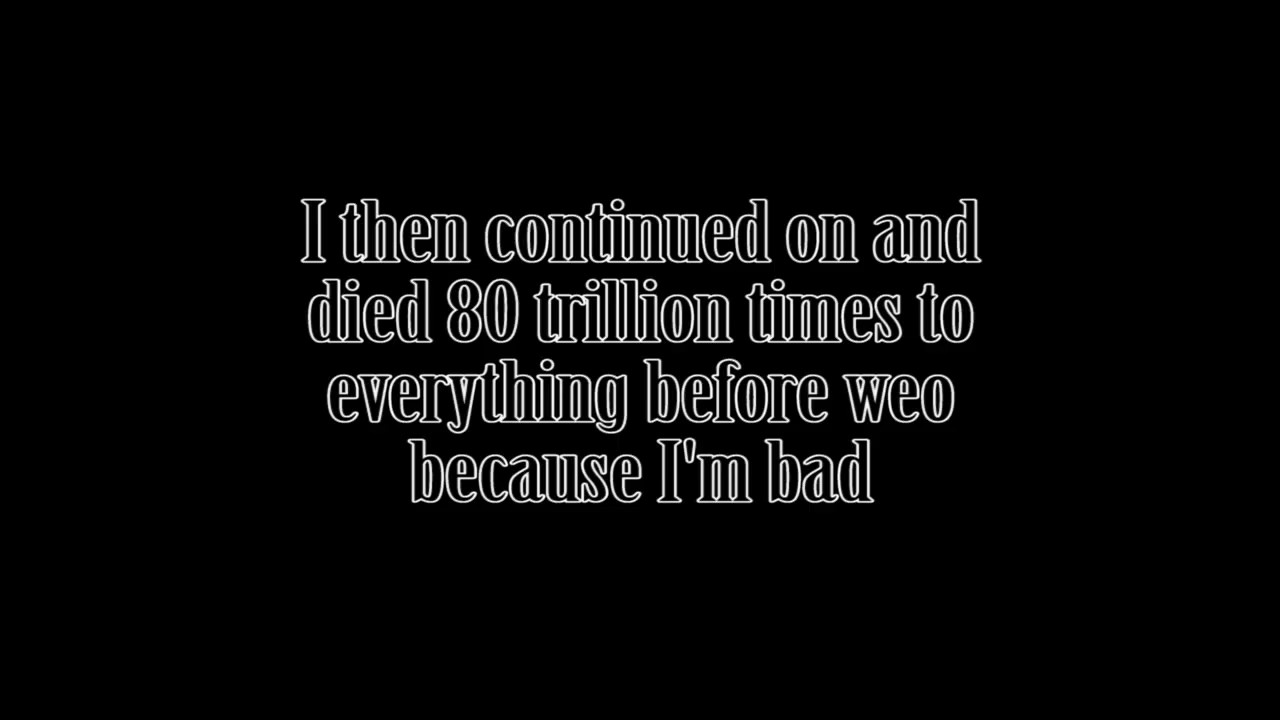 I then continued on and
died 80 trillion times to
everything before weo
because I'm bad